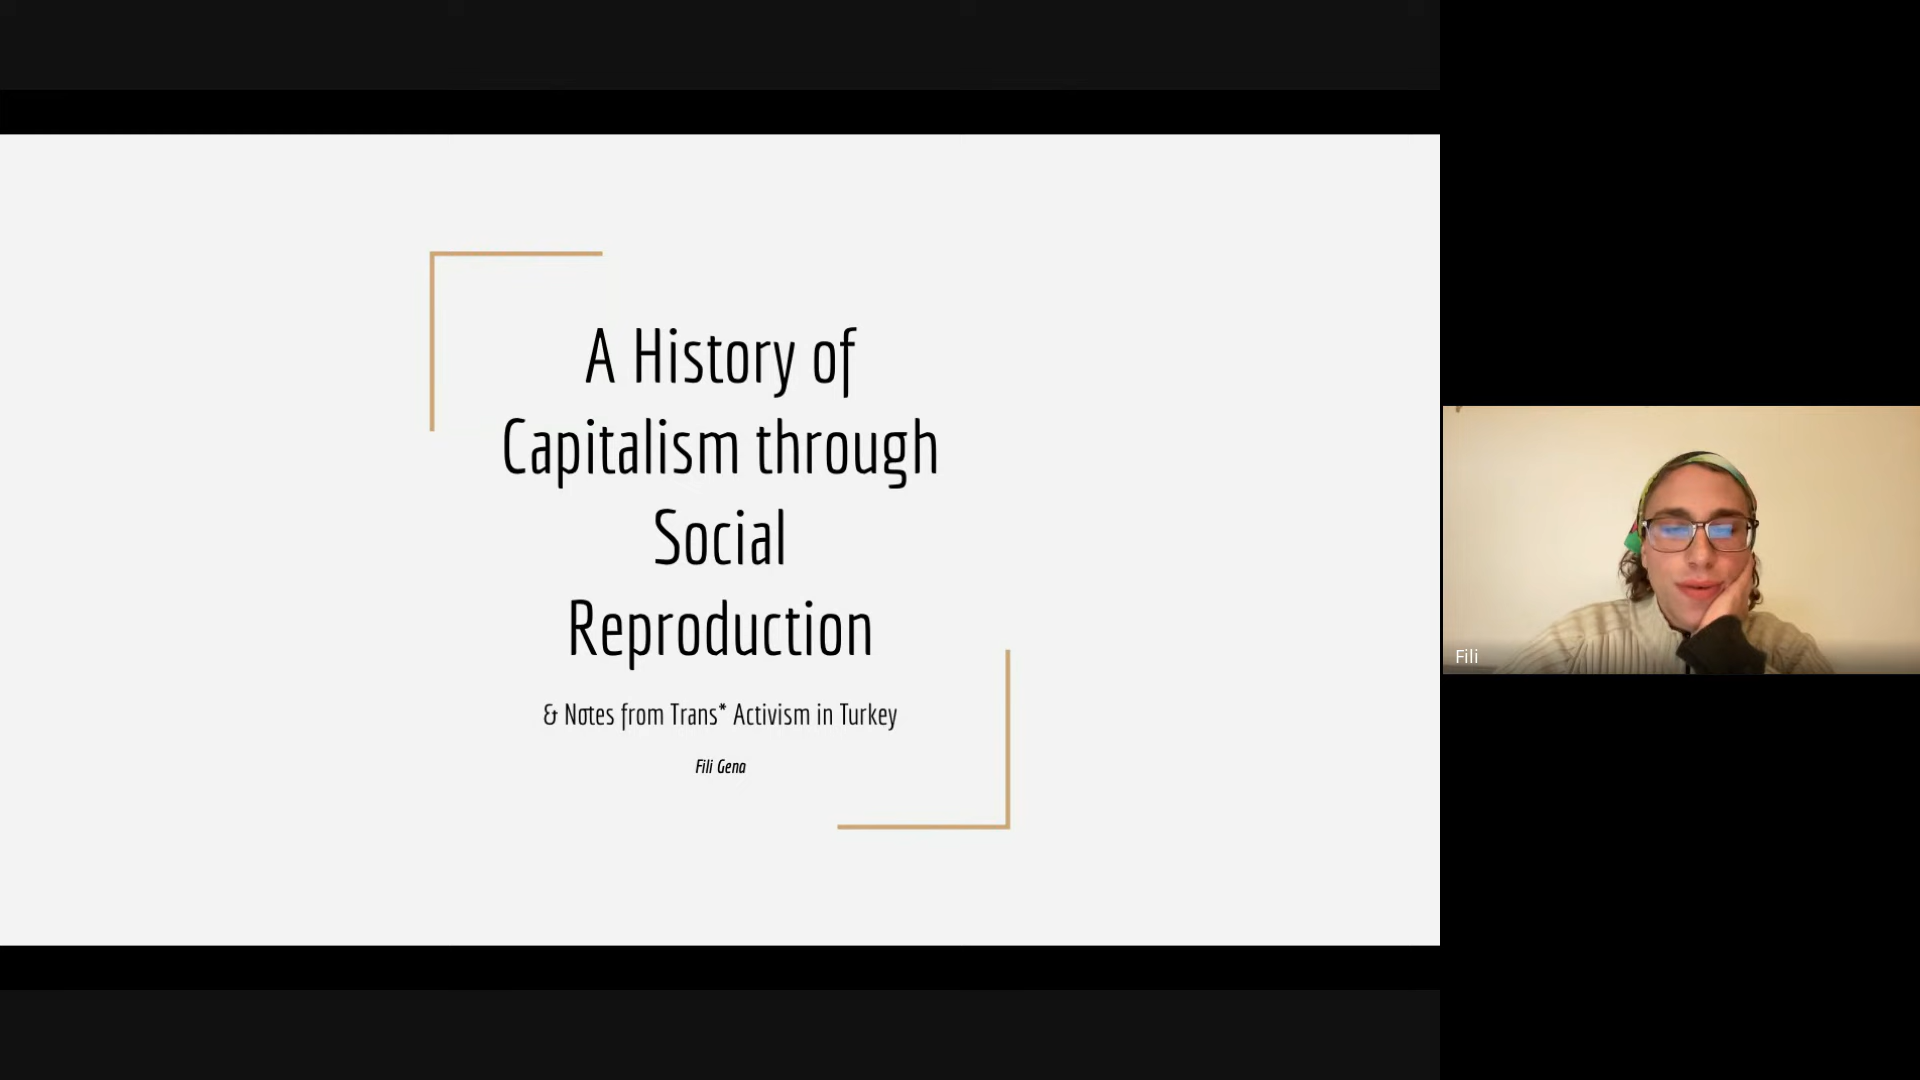 A History of
Capitalism through
Social
Reproduction
& Notes from Trans* Activism in Turkey
Fili Gena
Fili